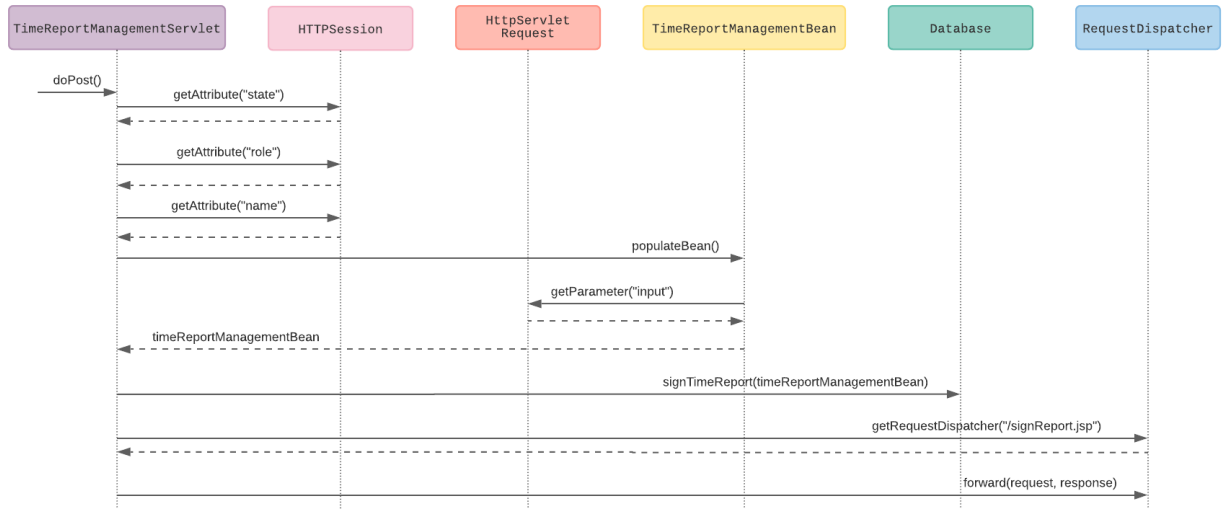 TimeReportManagementServlet
HTTPSession
HttpServlet
Request
TimeReportManagementBean
Database
RequestDispatcher
doPost()
getAttribute("state")
getAttribute("role")
getAttribute("name")
populateBean()
getParameter("input")
timeReportManagementBean
signTimeReport(timeReportManagementBean)
getRequestDispatcher("/signReport.jsp")
forward(request, response)